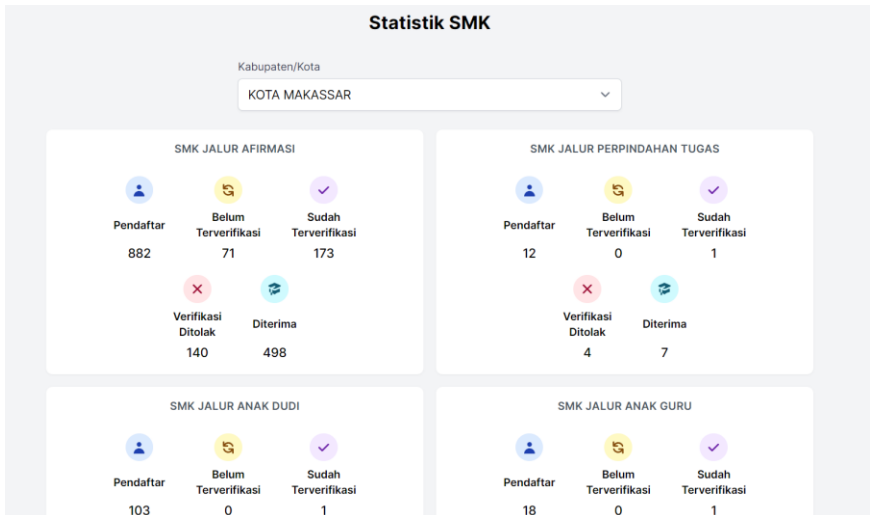 Statistik SMK
Kabupaten/Kota
KOTA MAKASSAR
SMK JALUR AFIRMASI
Pendaftar
882
Belum
Terverifikasi
71
Sudah
Terverifikasi
173
Verifikasi
Ditolak
140
Diterima
498
SMK JALUR PERPINDAHAN TUGAS
Pendaftar
12
Belum
Terverifikasi
0
Sudah
Terverifikasi
1
Verifikasi
Ditolak
4
Diterima
7
SMK JALUR ANAK DUDI
Pendaftar
103
Belum
Terverifikasi
0
Sudah
Terverifikasi
1
SMK JALUR ANAK GURU
Pendaftar
18
Belum
Terverifikasi
0
Sudah
Terverifikasi
1